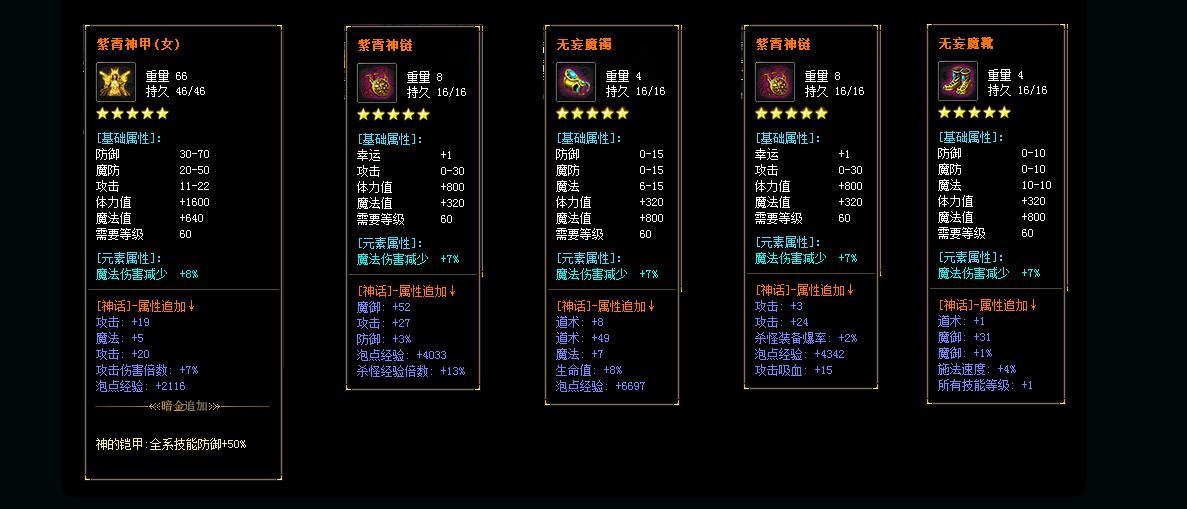 紫霄神甲(女)
重量 66
持久 46/46
[基础属性]:
防御 30-70
魔防 20-50
攻击 11-22
体力值 +1600
魔法值 +640
需要等级 60
[元素属性]:
魔法伤害减少 +8%
[神话]-属性追加↓
攻击: +19
魔法: +5
攻击: +20
攻击伤害倍数: +7%
泡点经验: +2116
暗金追加
神的铠甲:全系技能防御+50%
紫霄神链
重量 8
持久 16/16
[基础属性]:
幸运 +1
攻击 0-30
体力值 +800
魔法值 +320
需要等级 60
[元素属性]:
魔法伤害减少 +7%
[神话]-属性追加↓
魔御: +52
攻击: +27
防御: +3%
泡点经验: +4033
杀怪经验倍数: +13%
无妄魔镯
重量 4
持久 16/16
[基础属性]:
防御 0-15
魔防 0-15
魔法 6-15
体力值 +320
魔法值 +800
需要等级 60
[元素属性]:
魔法伤害减少 +7%
[神话]-属性追加↓
道术: +8
道术: +49
魔法: +7
生命值: +8%
泡点经验: +6697
紫霄神链
重量 8
持久 16/16
[基础属性]:
幸运 +1
攻击 0-30
体力值 +800
魔法值 +320
需要等级 60
[元素属性]:
魔法伤害减少 +7%
[神话]-属性追加↓
攻击: +3
攻击: +24
杀怪装备爆率: +2%
泡点经验: +4342
攻击吸血: +15
无妄魔靴
重量 4
持久 16/16
[基础属性]:
防御 0-10
魔防 0-10
魔法 10-10
体力值 +320
魔法值 +800
需要等级 60
[元素属性]:
魔法伤害减少 +7%
[神话]-属性追加↓
道术: +1
魔御: +31
魔御: +1%
施法速度: +4%
所有技能等级: +1